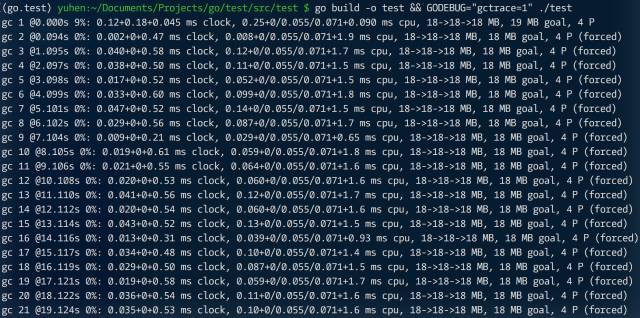 (go.test) yuhen:~/Documents/Projects/go/test/src/test $ go build -o test && GODEBUG="gctrace=1" ./test
gc 1 @0.000s 9%: 0.12+0.18+0.045 ms clock, 0.25+0/0.055/0.071+0.090 ms cpu, 18->18->18 MB, 19 MB goal, 4 P
gc 2 @0.094s 0%: 0.002+0+0.47 ms clock, 0.008+0/0.055/0.071+1.9 ms cpu, 18->18->18 MB, 18 MB goal, 4 P (forced)
gc 3 @1.095s 0%: 0.040+0+0.58 ms clock, 0.12+0/0.055/0.071+1.7 ms cpu, 18->18->18 MB, 18 MB goal, 4 P (forced)
gc 4 @2.097s 0%: 0.038+0+0.50 ms clock, 0.11+0/0.055/0.071+1.5 ms cpu, 18->18->18 MB, 18 MB goal, 4 P (forced)
gc 5 @3.098s 0%: 0.017+0+0.52 ms clock, 0.052+0/0.055/0.071+1.5 ms cpu, 18->18->18 MB, 18 MB goal, 4 P (forced)
gc 6 @4.099s 0%: 0.033+0+0.60 ms clock, 0.099+0/0.055/0.071+1.8 ms cpu, 18->18->18 MB, 18 MB goal, 4 P (forced)
gc 7 @5.101s 0%: 0.047+0+0.52 ms clock, 0.14+0/0.055/0.071+1.5 ms cpu, 18->18->18 MB, 18 MB goal, 4 P (forced)
gc 8 @6.102s 0%: 0.029+0+0.56 ms clock, 0.087+0/0.055/0.071+1.7 ms cpu, 18->18->18 MB, 18 MB goal, 4 P (forced)
gc 9 @7.104s 0%: 0.009+0+0.21 ms clock, 0.029+0/0.055/0.071+0.65 ms cpu, 18->18->18 MB, 18 MB goal, 4 P (forced)
gc 10 @8.105s 0%: 0.019+0+0.61 ms clock, 0.059+0/0.055/0.071+1.8 ms cpu, 18->18->18 MB, 18 MB goal, 4 P (forced)
gc 11 @9.106s 0%: 0.021+0+0.55 ms clock, 0.064+0/0.055/0.071+1.6 ms cpu, 18->18->18 MB, 18 MB goal, 4 P (forced)
gc 12 @10.108s 0%: 0.020+0+0.53 ms clock, 0.060+0/0.055/0.071+1.6 ms cpu, 18->18->18 MB, 18 MB goal, 4 P (forced)
gc 13 @11.110s 0%: 0.041+0+0.56 ms clock, 0.12+0/0.055/0.071+1.7 ms cpu, 18->18->18 MB, 18 MB goal, 4 P (forced)
gc 14 @12.112s 0%: 0.020+0+0.54 ms clock, 0.060+0/0.055/0.071+1.6 ms cpu, 18->18->18 MB, 18 MB goal, 4 P (forced)
gc 15 @13.114s 0%: 0.043+0+0.52 ms clock, 0.13+0/0.055/0.071+1.5 ms cpu, 18->18->18 MB, 18 MB goal, 4 P (forced)
gc 16 @14.116s 0%: 0.013+0+0.31 ms clock, 0.039+0/0.055/0.071+0.93 ms cpu, 18->18->18 MB, 18 MB goal, 4 P (forced)
gc 17 @15.117s 0%: 0.034+0+0.48 ms clock, 0.10+0/0.055/0.071+1.4 ms cpu, 18->18->18 MB, 18 MB goal, 4 P (forced)
gc 18 @16.119s 0%: 0.029+0+0.50 ms clock, 0.087+0/0.055/0.071+1.5 ms cpu, 18->18->18 MB, 18 MB goal, 4 P (forced)
gc 19 @17.121s 0%: 0.019+0+0.58 ms clock, 0.059+0/0.055/0.071+1.7 ms cpu, 18->18->18 MB, 18 MB goal, 4 P (forced)
gc 20 @18.122s 0%: 0.036+0+0.54 ms clock, 0.11+0/0.055/0.071+1.6 ms cpu, 18->18->18 MB, 18 MB goal, 4 P (forced)
gc 21 @19.124s 0%: 0.035+0+0.53 ms clock, 0.10+0/0.055/0.071+1.6 ms cpu, 18->18->18 MB, 18 MB goal, 4 P (forced)